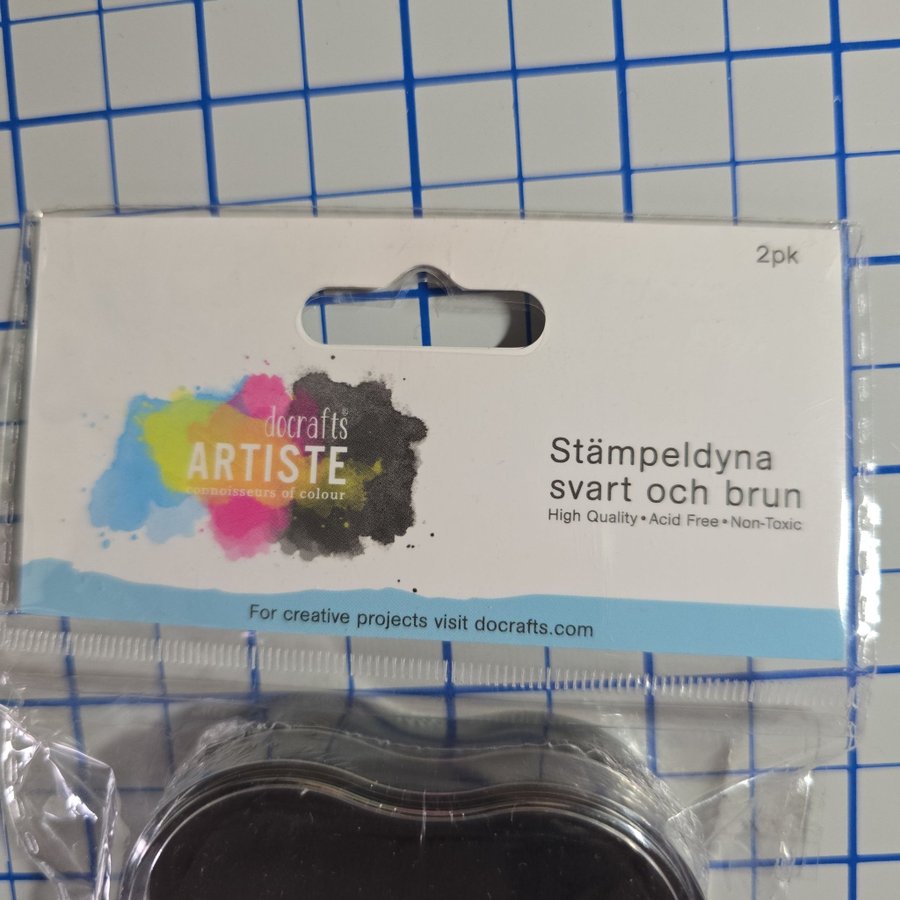 2pk
docrafts®
ARTISTE
connoisseurs of colour
Stämpeldyna
svart och brun
High Quality • Acid Free • Non-Toxic
For creative projects visit docrafts.com